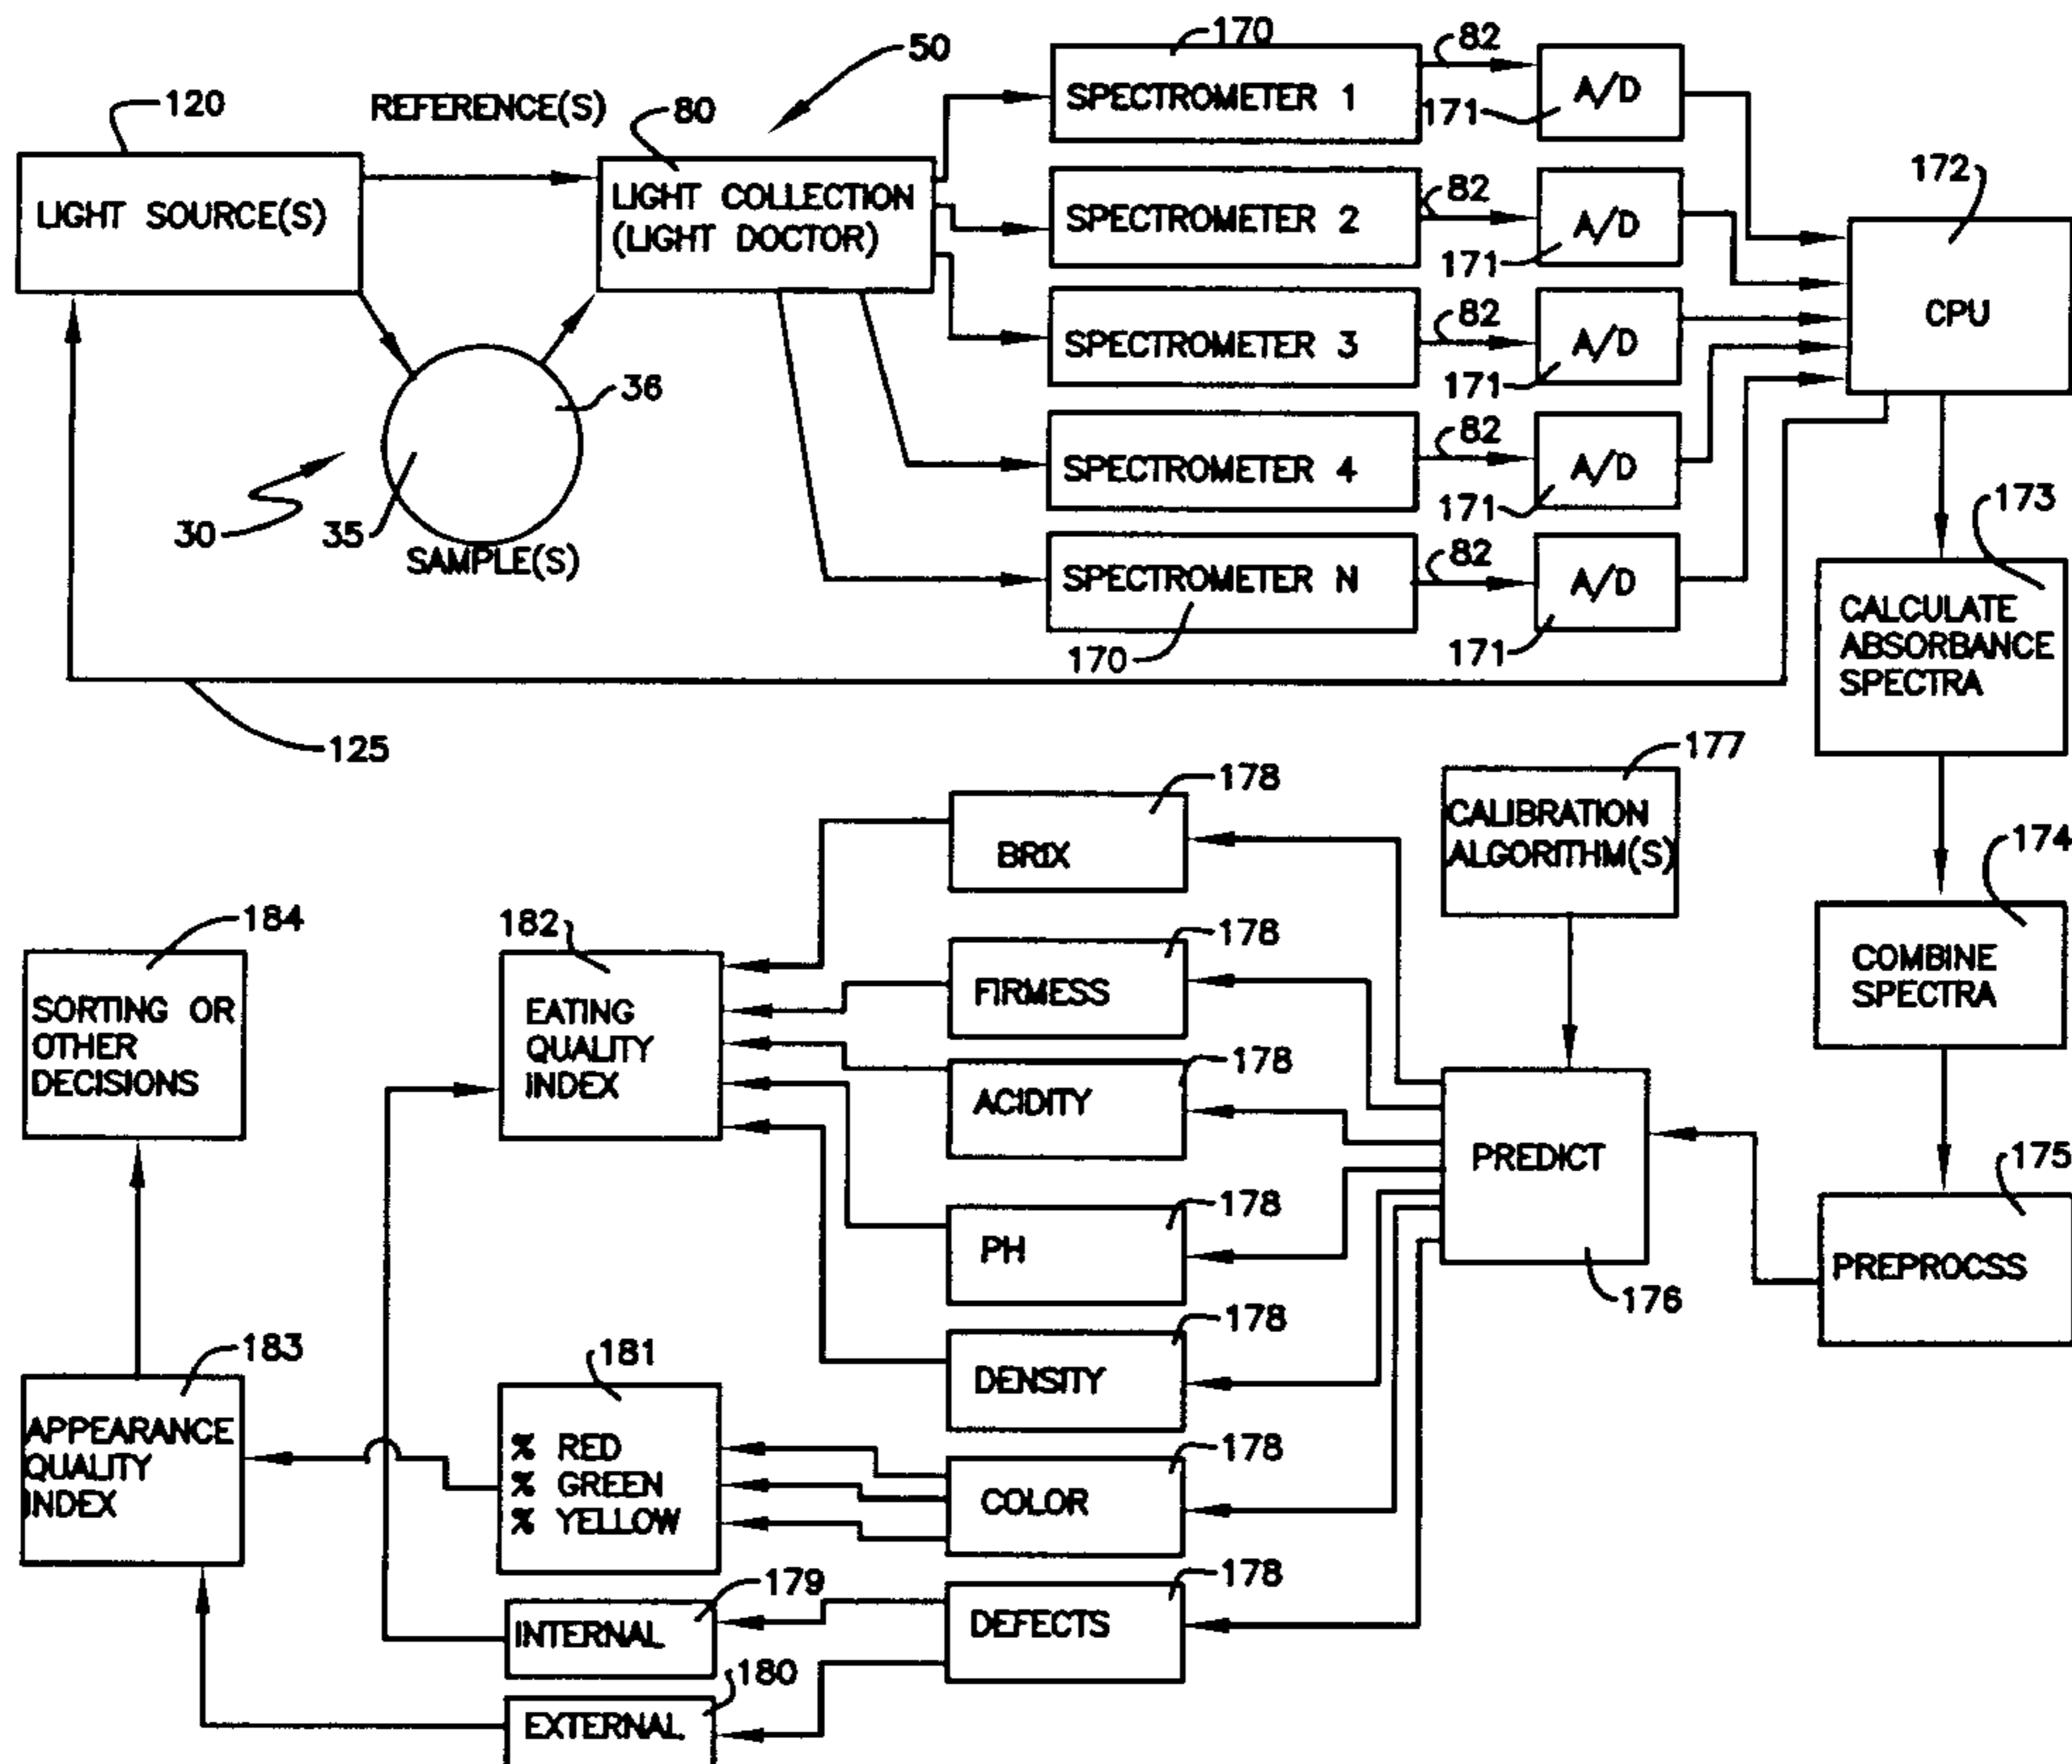 120
REFERENCE(S)
80
50
LIGHT SOURCE(S)
LIGHT COLLECTION
(LIGHT DOCTOR)
36
30
35
SAMPLE(S)
125
170
SPECTROMETER 1
82
171
A/D
SPECTROMETER 2
82
171
A/D
SPECTROMETER 3
82
171
A/D
SPECTROMETER 4
82
171
A/D
SPECTROMETER N
170
82
171
A/D
172
CPU
173
CALCULATE
ABSORBANCE
SPECTRA
174
COMBINE
SPECTRA
175
PREPROCSS
177
CALIBRATION
ALGORITHM(S)
PREDICT
176
178
BRIX
178
FIRMESS
178
ACIDITY
178
PH
178
DENSITY
178
COLOR
178
DEFECTS
182
EATING
QUALITY
INDEX
181
% RED
% GREEN
% YELLOW
179
INTERNAL
180
EXTERNAL
184
SORTING OR
OTHER
DECISIONS
183
APPEARANCE
QUALITY
INDEX